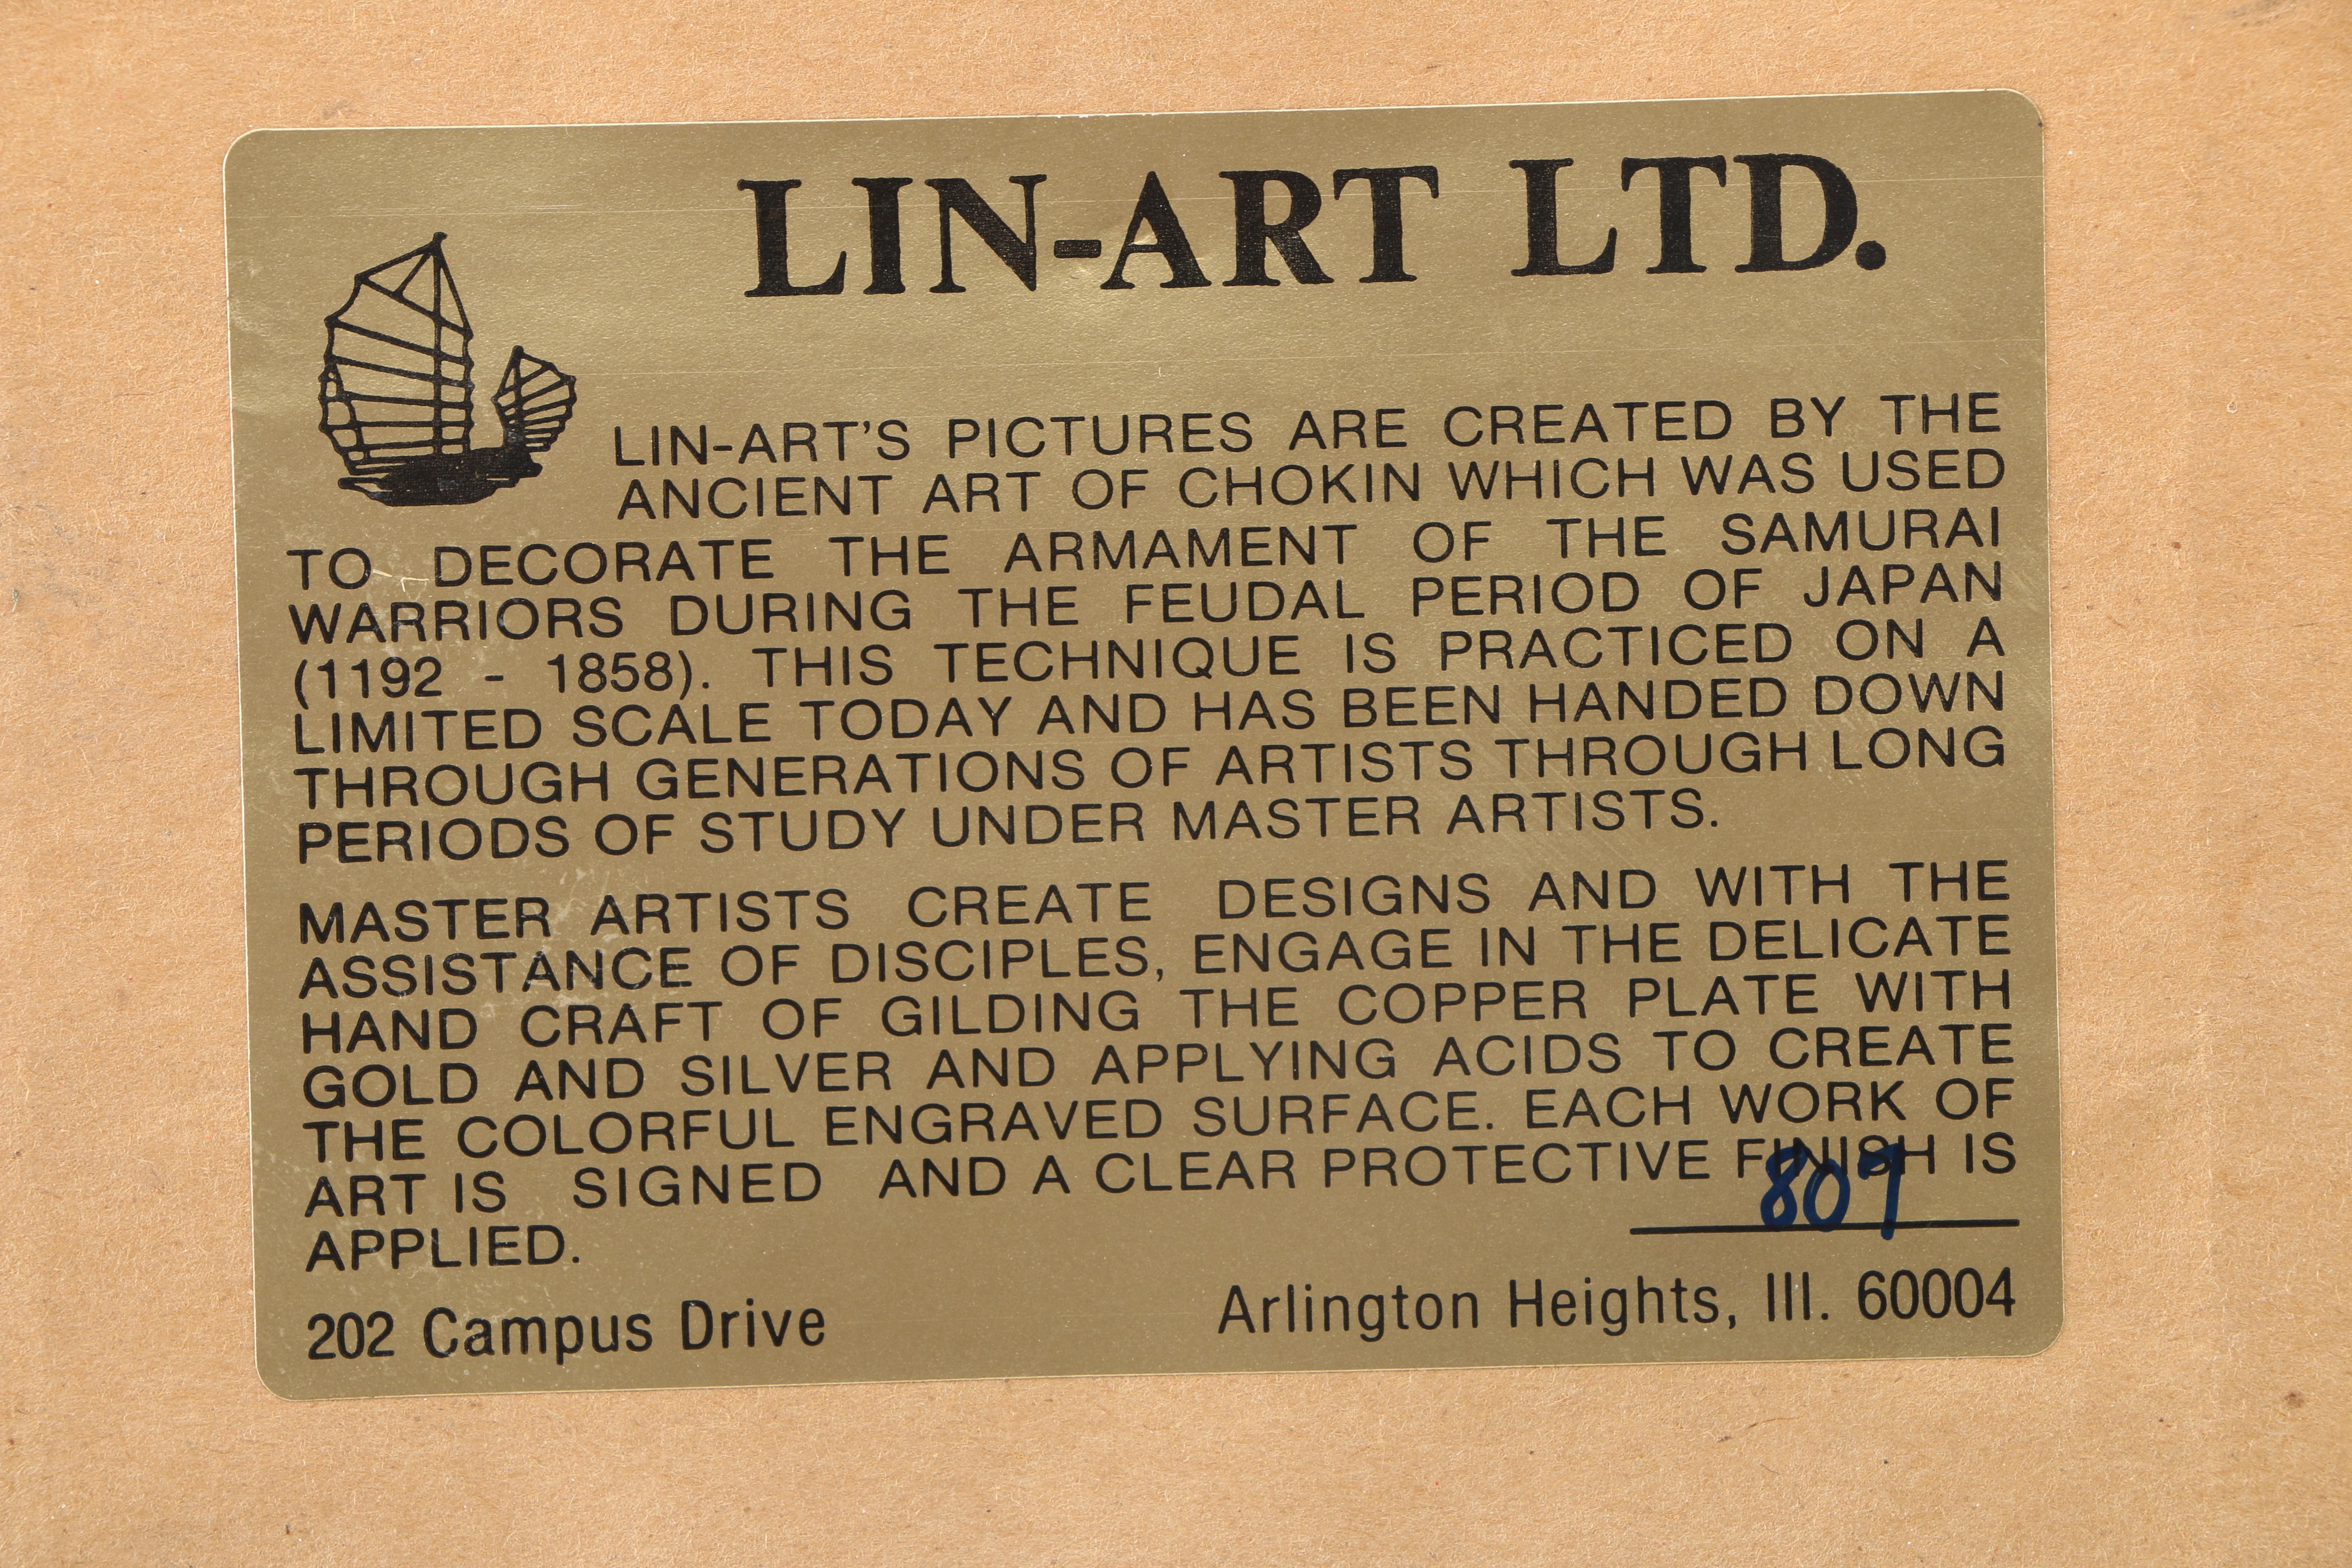 LIN-ART LTD.
LIN-ART'S PICTURES ARE CREATED BY THE
ANCIENT ART OF CHOKIN WHICH WAS USED
TO DECORATE THE ARMAMENT OF THE SAMURAI
WARRIORS DURING THE FEUDAL PERIOD OF JAPAN
(1192 - 1858). THIS TECHNIQUE IS PRACTICED ON A
LIMITED SCALE TODAY AND HAS BEEN HANDED DOWN
THROUGH GENERATIONS OF ARTISTS THROUGH LONG
PERIODS OF STUDY UNDER MASTER ARTISTS.
MASTER ARTISTS CREATE DESIGNS AND WITH THE
ASSISTANCE OF DISCIPLES, ENGAGE IN THE DELICATE
HAND CRAFT OF GILDING THE COPPER PLATE WITH
GOLD AND SILVER AND APPLYING ACIDS TO CREATE
THE COLORFUL ENGRAVED SURFACE. EACH WORK OF
ART IS SIGNED AND A CLEAR PROTECTIVE FINISH IS
APPLIED.
807
202 Campus Drive
Arlington Heights, Ill. 60004